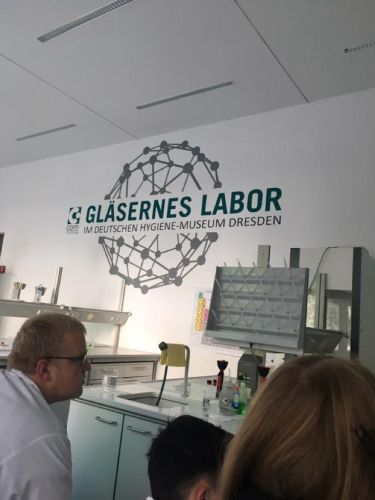 GLÄSERNES LABOR
IM DEUTSCHEN HYGIENE-MUSEUM DRESDEN